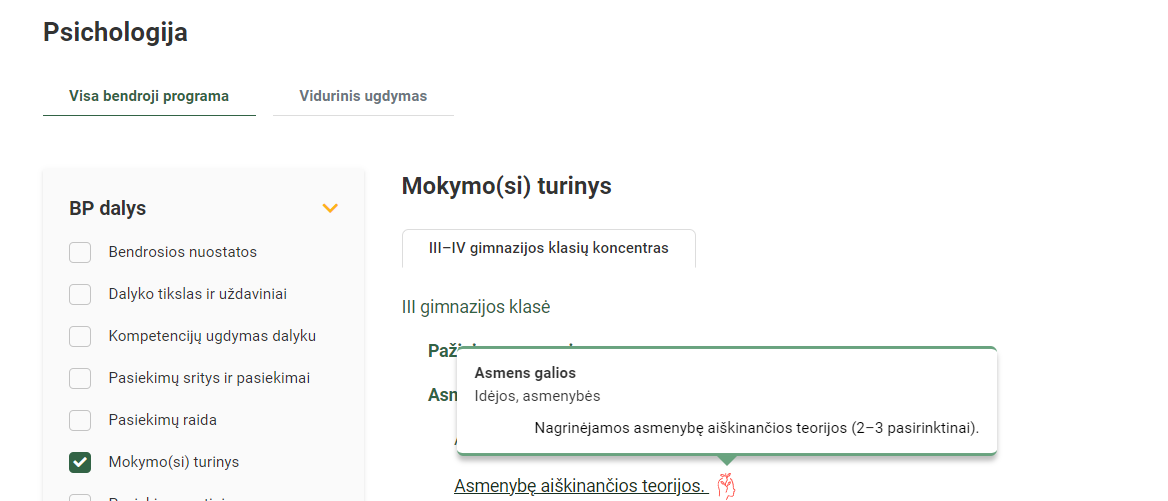 Psichologija
Visa bendroji programa
Vidurinis ugdymas
BP dalys
Bendrosios nuostatos
Dalyko tikslas ir uždaviniai
Kompetencijų ugdymas dalyku
Pasiekimų sritys ir pasiekimai
Pasiekimų raida
Mokymo(si) turinys
Mokymo(si) turinys
III–IV gimnazijos klasių koncentras
III gimnazijos klasė
Asmens galios
Idėjos, asmenybės
Nagrinėjamos asmenybę aiškinančios teorijos (2–3 pasirinktinai).
Asmenybę aiškinančios teorijos.